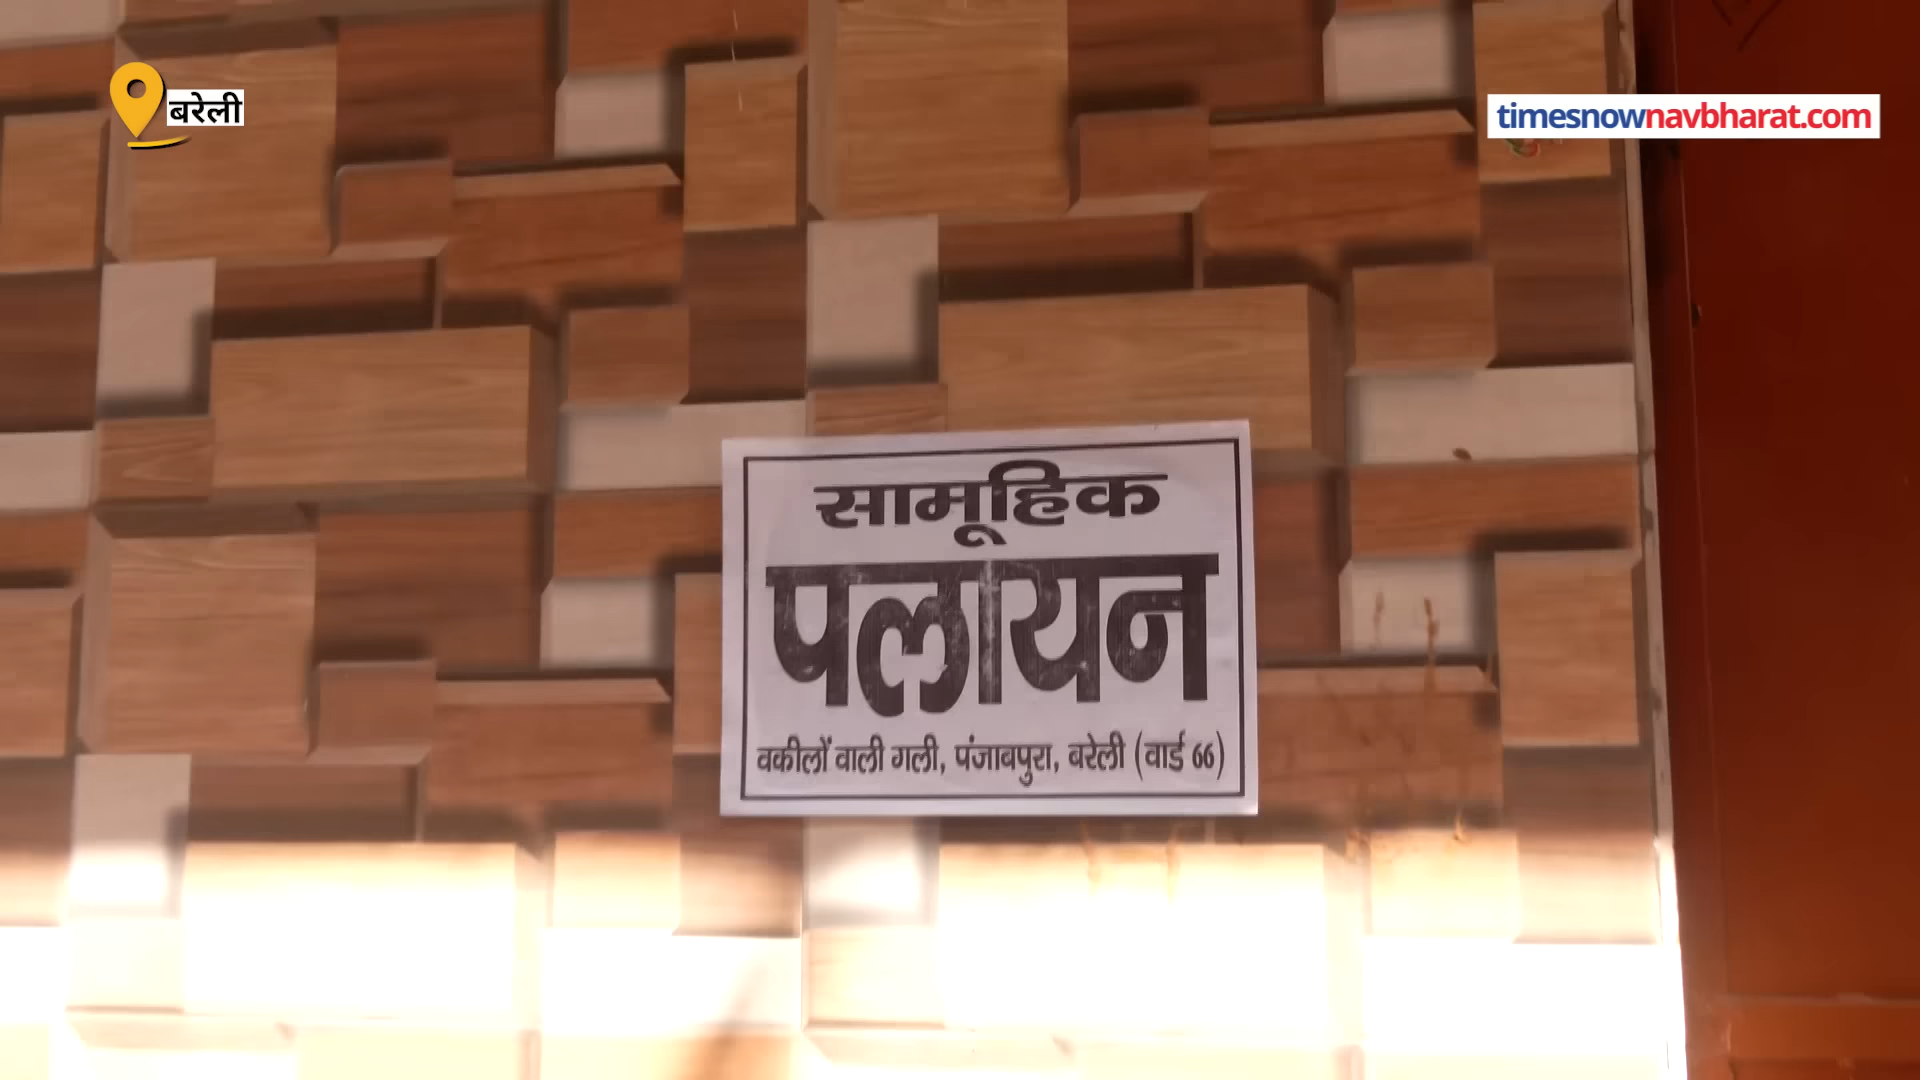 बरेली
timesnownavbharat.com
सामूहिक
पलायन
वकीलों वाली गली, पंजाबपुरा, बरेली (वार्ड 66)